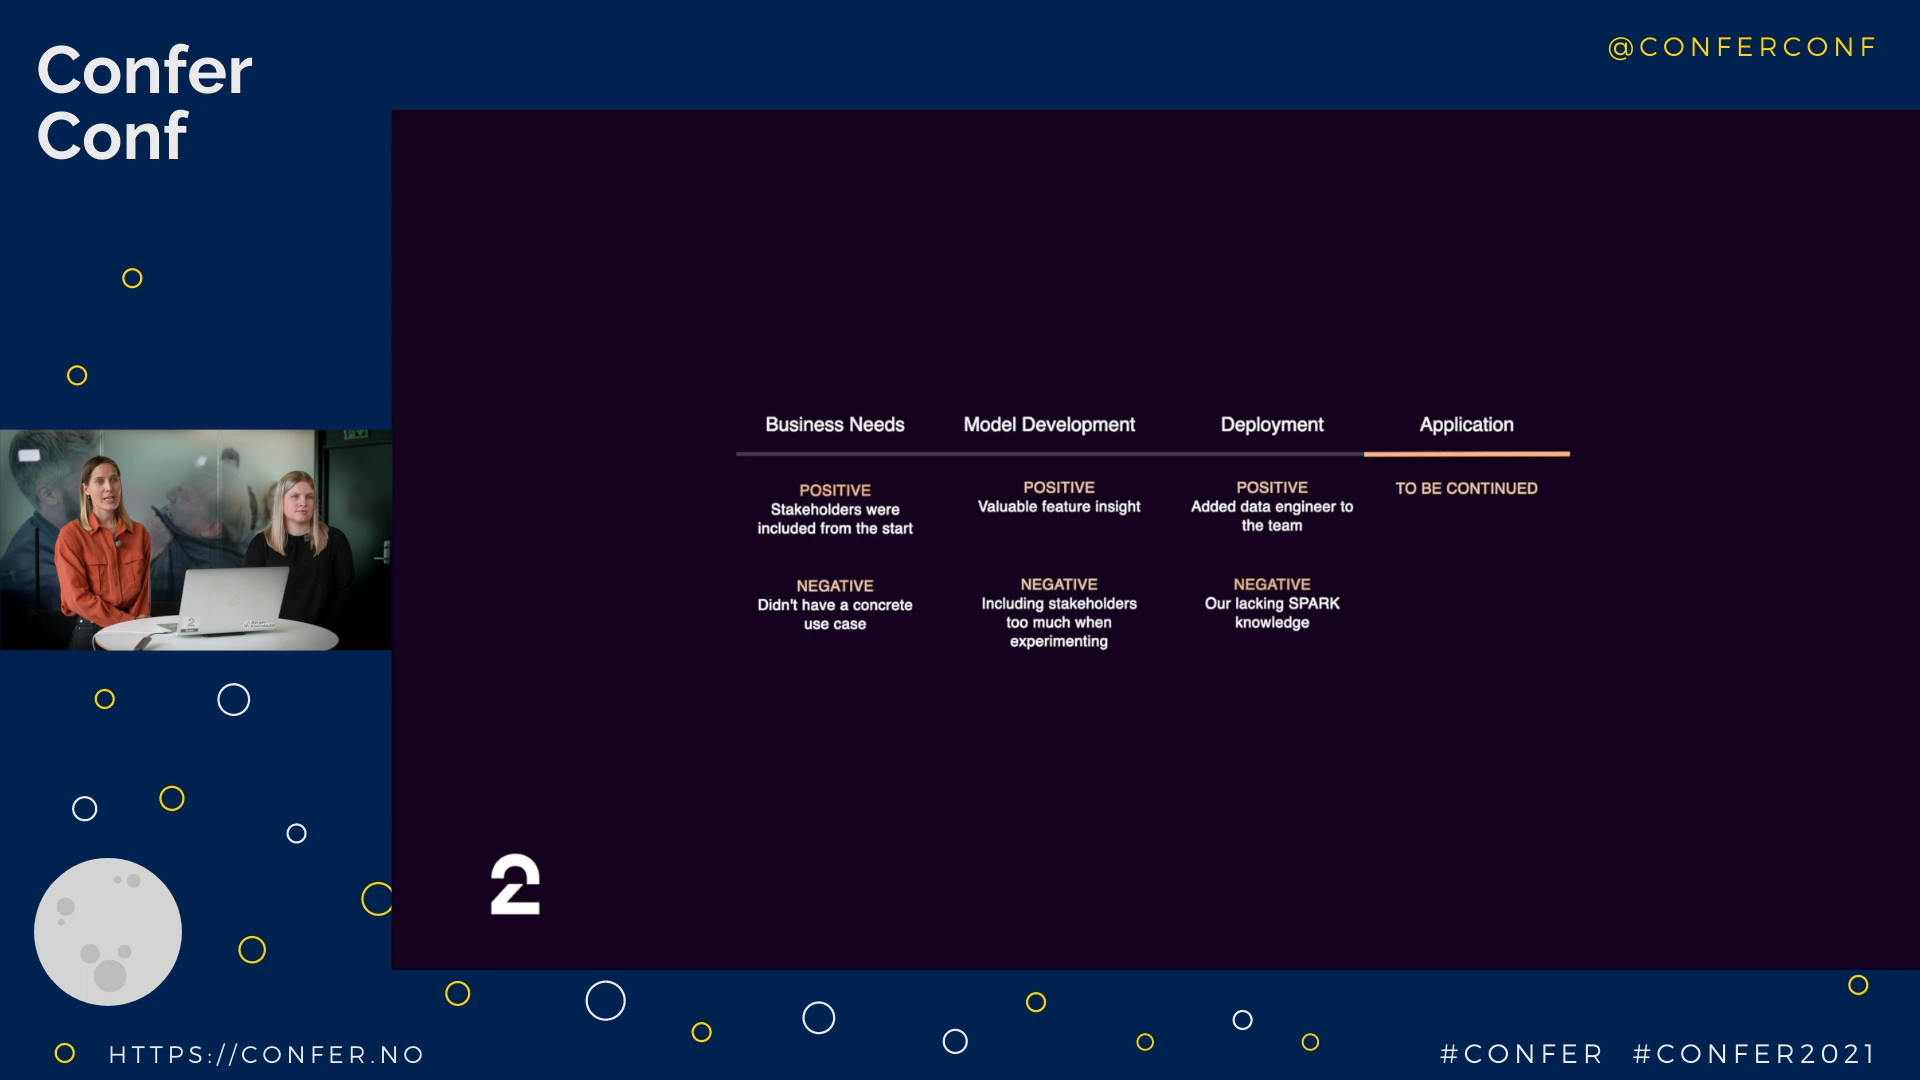 Confer
Conf
@CONFERCONF
Business Needs
Model Development
Deployment
Application
POSITIVE
Stakeholders were
included from the start
POSITIVE
Valuable feature insight
POSITIVE
Added data engineer to
the team
TO BE CONTINUED
NEGATIVE
Didn't have a concrete
use case
NEGATIVE
Including stakeholders
too much when
experimenting
NEGATIVE
Our lacking SPARK
knowledge
2
HTTPS://CONFER.NO
#CONFER #CONFER2021